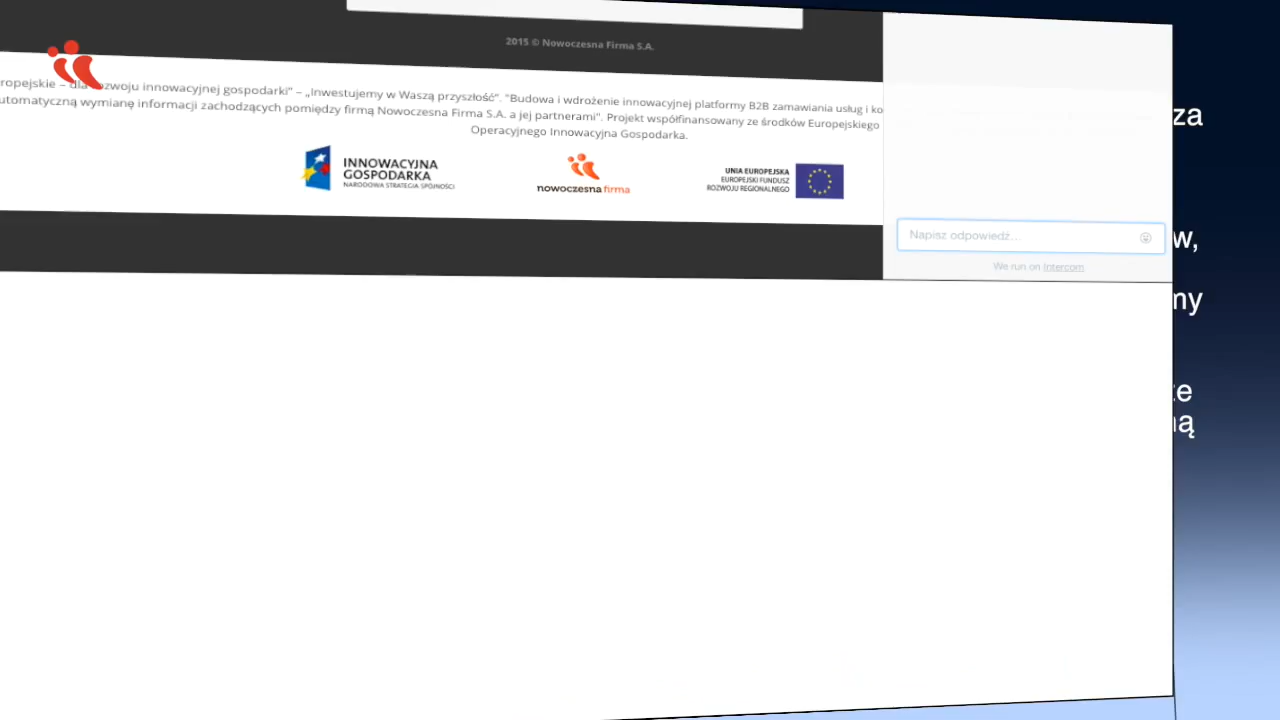 2015 © Nowoczesna Firma S.A.
ropejskie – dla rozwoju innowacyjnej gospodarki" – „Inwestujemy w Waszą przyszłość". "Budowa i wdrożenie innowacyjnej platformy B2B zamawiania usług i ko
utomatyczną wymianę informacji zachodzących pomiędzy firmą Nowoczesna Firma S.A. a jej partnerami". Projekt współfinansowany ze środków Europejskiego
Operacyjnego Innowacyjna Gospodarka.
INNOWACYJNA
GOSPODARKA
NARODOWA STRATEGIA SPÓJNOŚCI
nowoczesna firma
UNIA EUROPEJSKA
EUROPEJSKI FUNDUSZ
ROZWOJU REGIONALNEGO
Napisz odpowiedź...
We run on Intercom
za
w,
my
że
ną